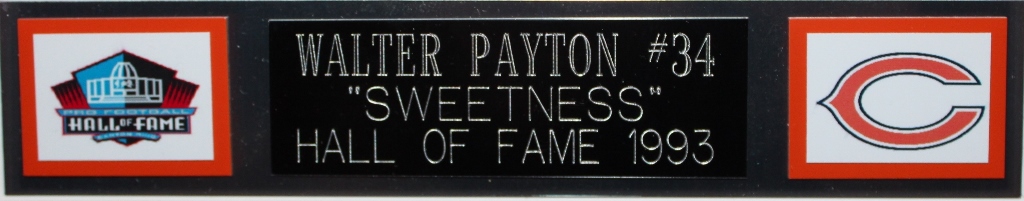 PRO FOOTBALL
HALL OF FAME
WALTER PAYTON #34
"SWEETNESS"
HALL OF FAME 1993